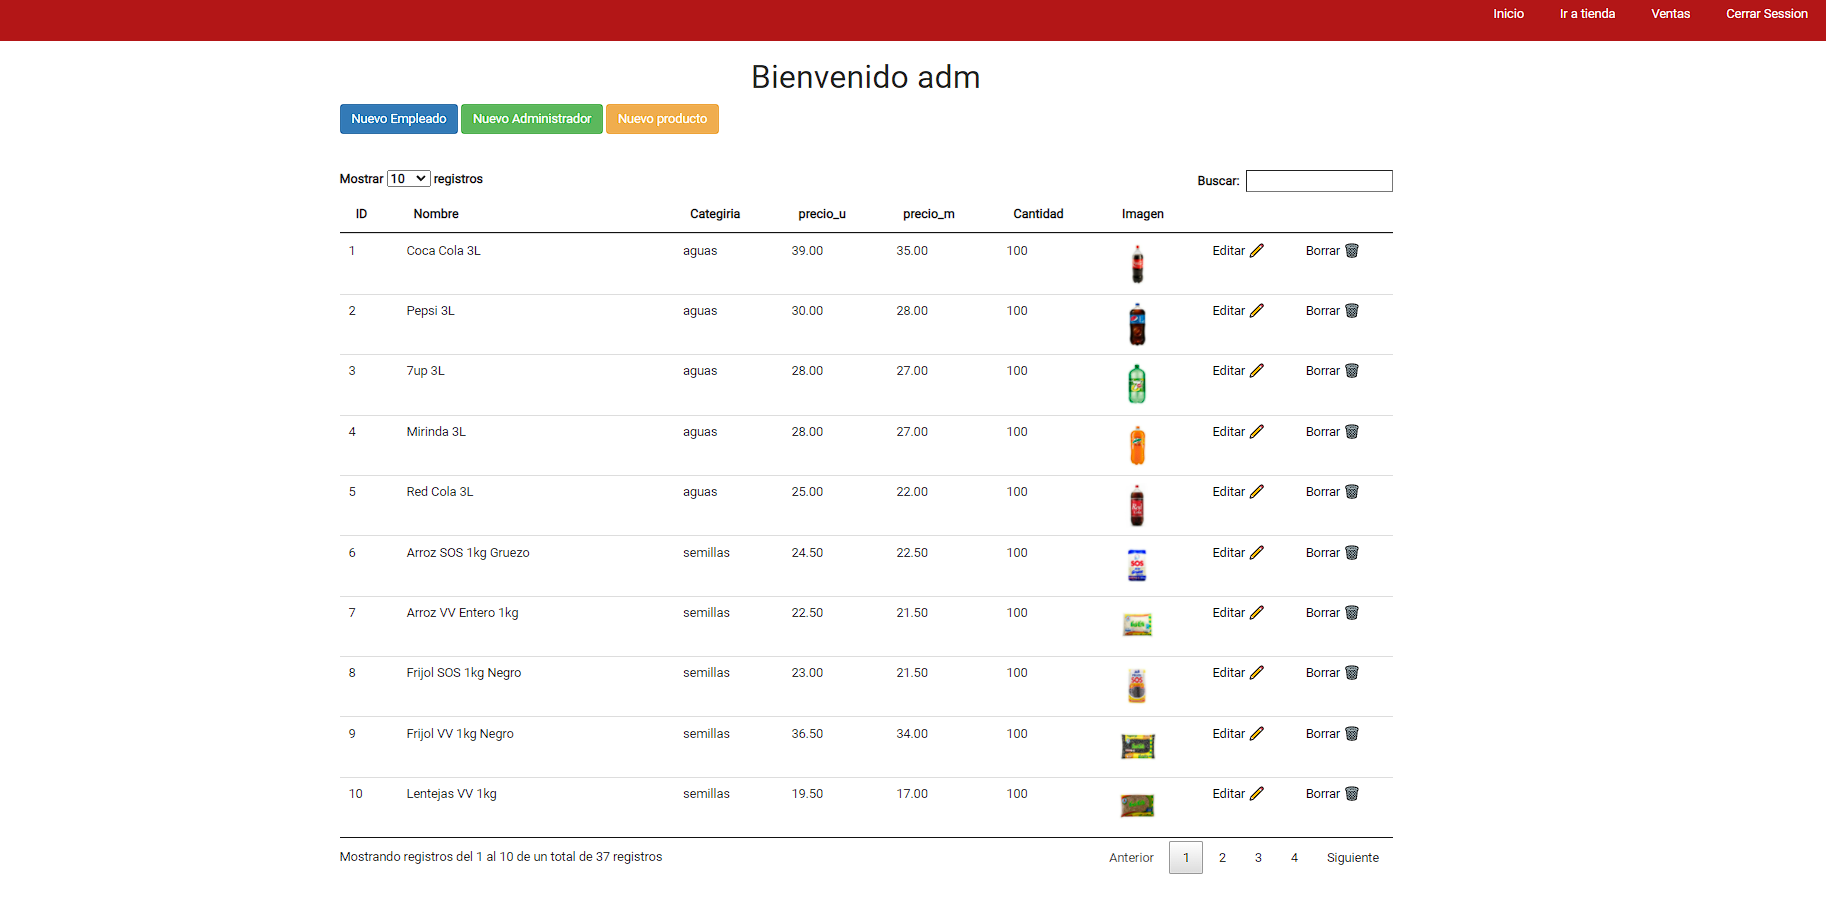 Inicio Ir a tienda Ventas Cerrar Session
Bienvenido adm
Nuevo Empleado Nuevo Administrador Nuevo producto
Mostrar 10 registros Buscar:
ID Nombre Categiria precio_u precio_m Cantidad Imagen
1 Coca Cola 3L aguas 39.00 35.00 100 Editar Borrar
2 Pepsi 3L aguas 30.00 28.00 100 Editar Borrar
3 7up 3L aguas 28.00 27.00 100 Editar Borrar
4 Mirinda 3L aguas 28.00 27.00 100 Editar Borrar
5 Red Cola 3L aguas 25.00 22.00 100 Editar Borrar
6 Arroz SOS 1kg Gruezo semillas 24.50 22.50 100 SOS Editar Borrar
7 Arroz VV Entero 1kg semillas 22.50 21.50 100 Editar Borrar
8 Frijol SOS 1kg Negro semillas 23.00 21.50 100 SOS Editar Borrar
9 Frijol VV 1kg Negro semillas 36.50 34.00 100 Editar Borrar
10 Lentejas VV 1kg semillas 19.50 17.00 100 Editar Borrar
Mostrando registros del 1 al 10 de un total de 37 registros Anterior 1 2 3 4 Siguiente